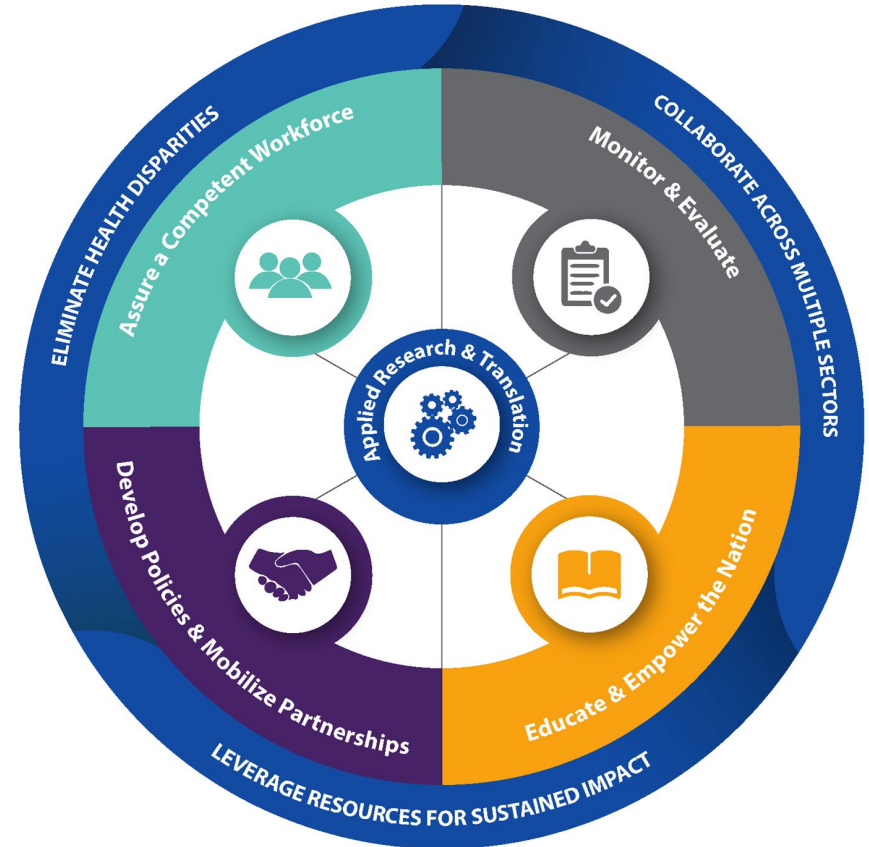 ELIMINATE HEALTH DISPARITIES
COLLABORATE ACROSS MULTIPLE SECTORS
LEVERAGE RESOURCES FOR SUSTAINED IMPACT
Assure a Competent Workforce
Monitor & Evaluate
Educate & Empower the Nation
Develop Policies & Mobilize Partnerships
Applied Research & Translation